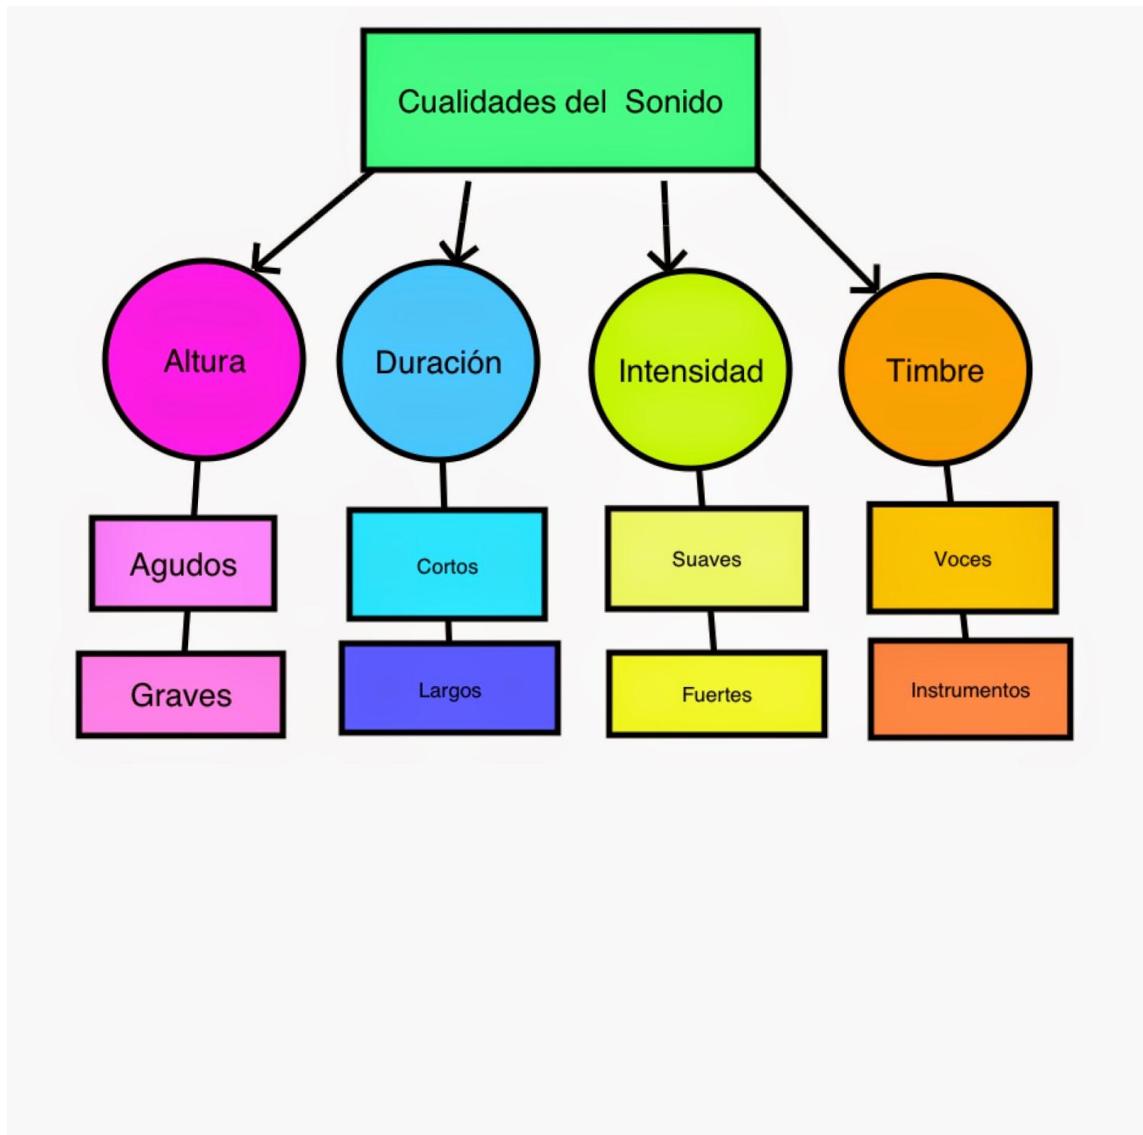 Cualidades del Sonido
Altura
Duración
Intensidad
Timbre
Agudos
Cortos
Suaves
Voces
Graves
Largos
Fuertes
Instrumentos